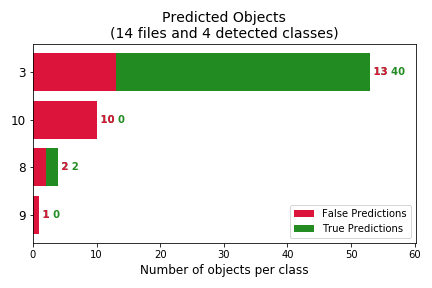 Predicted Objects
(14 files and 4 detected classes)
3
13 40
10
10 0
8
2 2
9
1 0
False Predictions
True Predictions
0 10 20 30 40 50 60
Number of objects per class